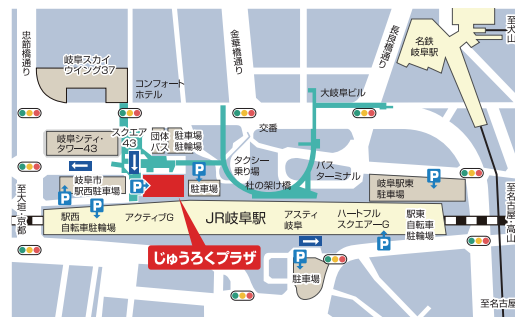 忠節橋通り
金華橋通り
長良橋通り
名鉄
岐阜駅
至犬山
岐阜スカイ
ウイング37
コンフォート
ホテル
大岐阜ビル
交番
スクエア
43
団体
バス
駐車場
駐輪場
岐阜シティ・
タワー43
タクシー
乗り場
バス
ターミナル
岐阜市
駅西駐車場
P
P
P
P
駐車場
杜の架け橋
岐阜駅東
駐車場
P
至大垣・京都
至名古屋・高山
駅西
自転車駐輪場
アクティブG
JR岐阜駅
アスティ
岐阜
ハートフル
スクエアーG
駅東
自転車
駐輪場
P
P
じゅうろくプラザ
駐車場
至名古屋